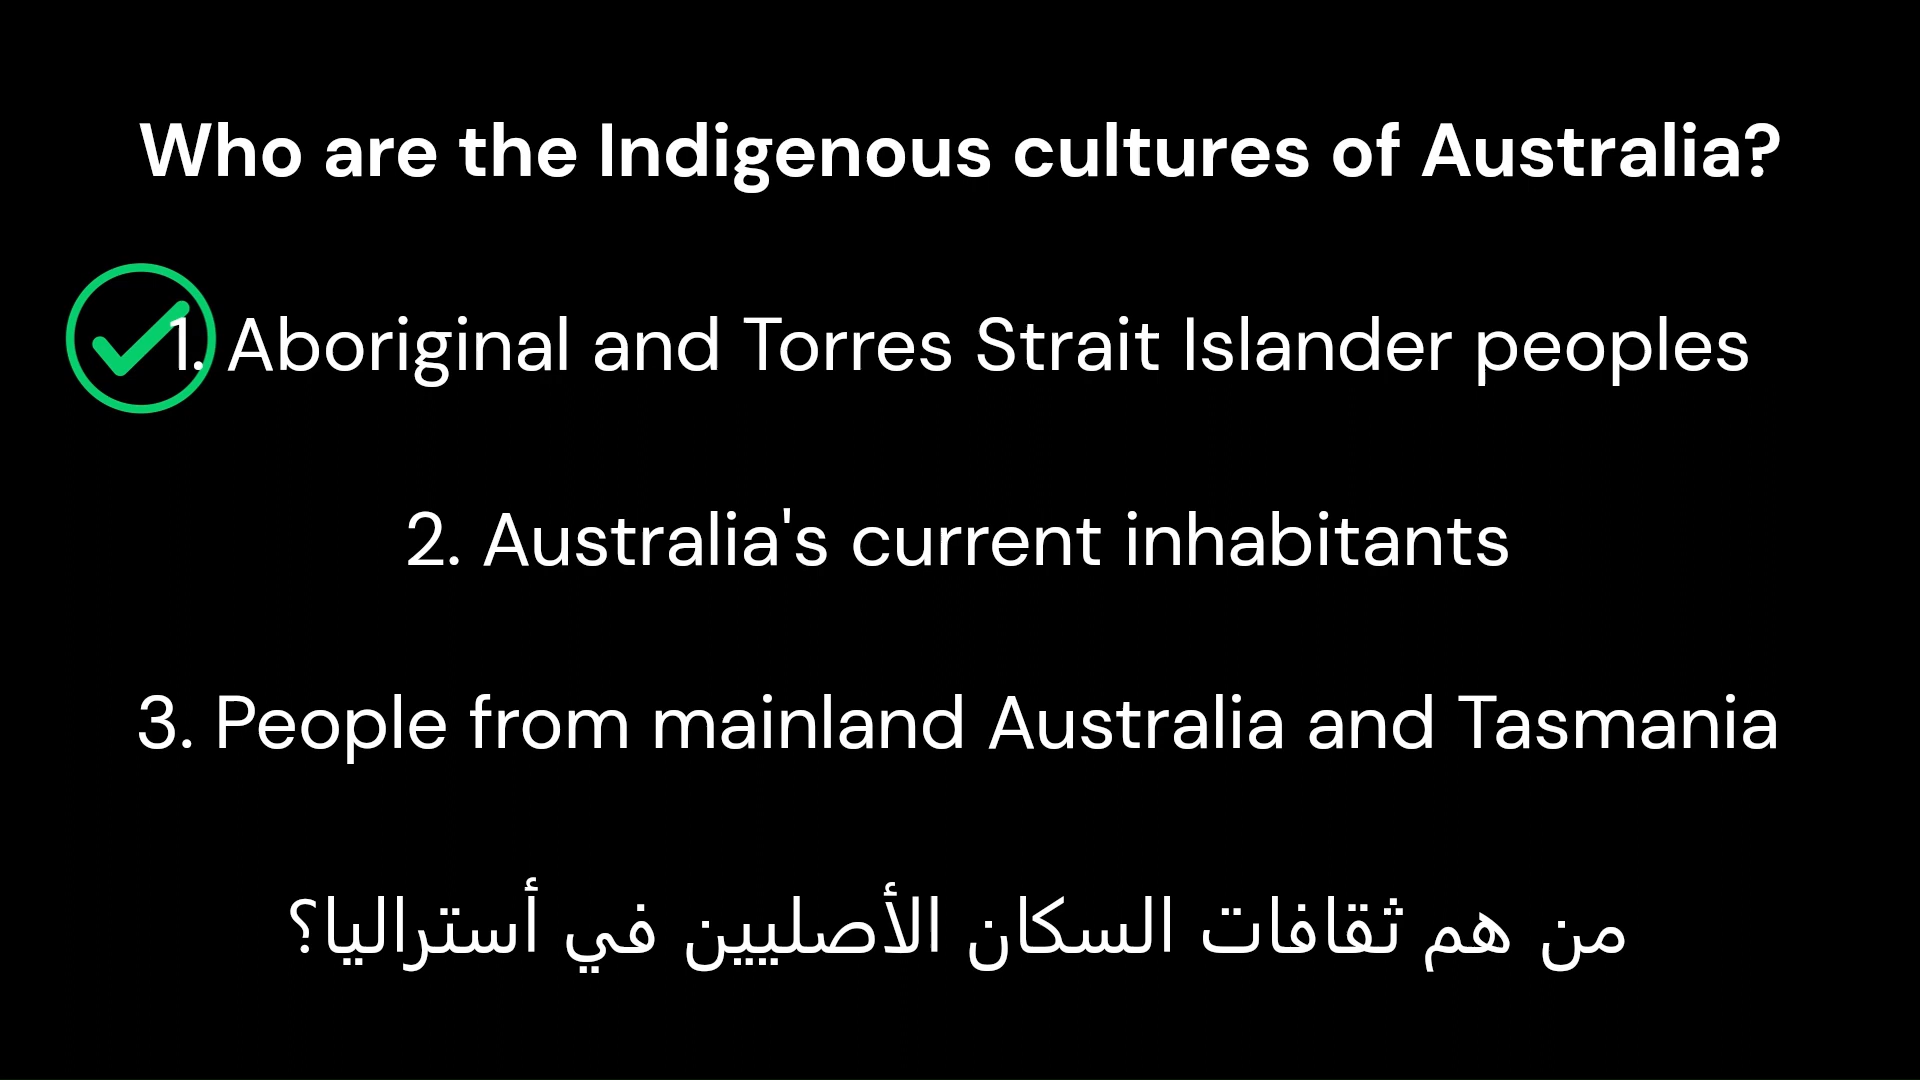 Who are the Indigenous cultures of Australia?
1. Aboriginal and Torres Strait Islander peoples
2. Australia's current inhabitants
3. People from mainland Australia and Tasmania
من هم ثقافات السكان الأصليين في أستراليا؟